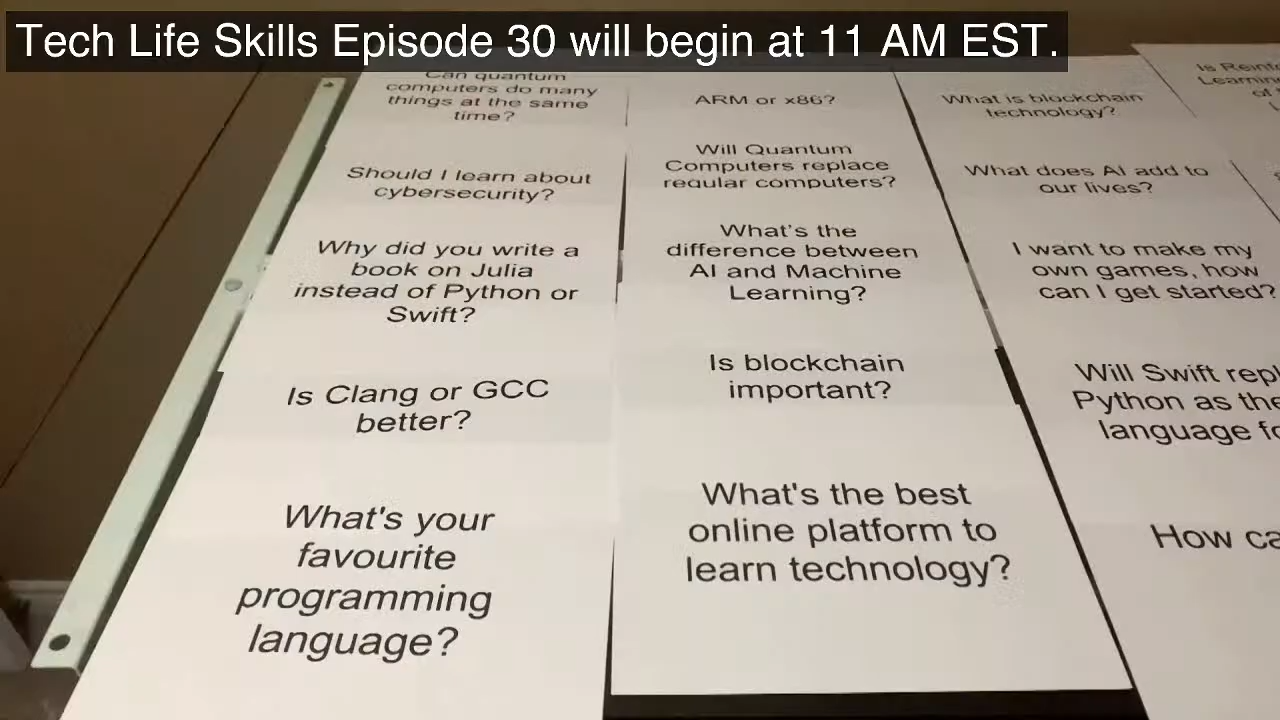 Tech Life Skills Episode 30 will begin at 11 AM EST.
Can quantum
computers do many
things at the same
time?
Should I learn about
cybersecurity?
Why did you write a
book on Julia
instead of Python or
Swift?
Is Clang or GCC
better?
What's your
favourite
programming
language?
ARM or x86?
Will Quantum
Computers replace
regular computers?
What's the
difference between
AI and Machine
Learning?
Is blockchain
important?
What's the best
online platform to
learn technology?
What is blockchain
technology?
What does AI add to
our lives?
I want to make my
own games, how
can I get started?
Will Swift
Python as the
language
How
Is
of